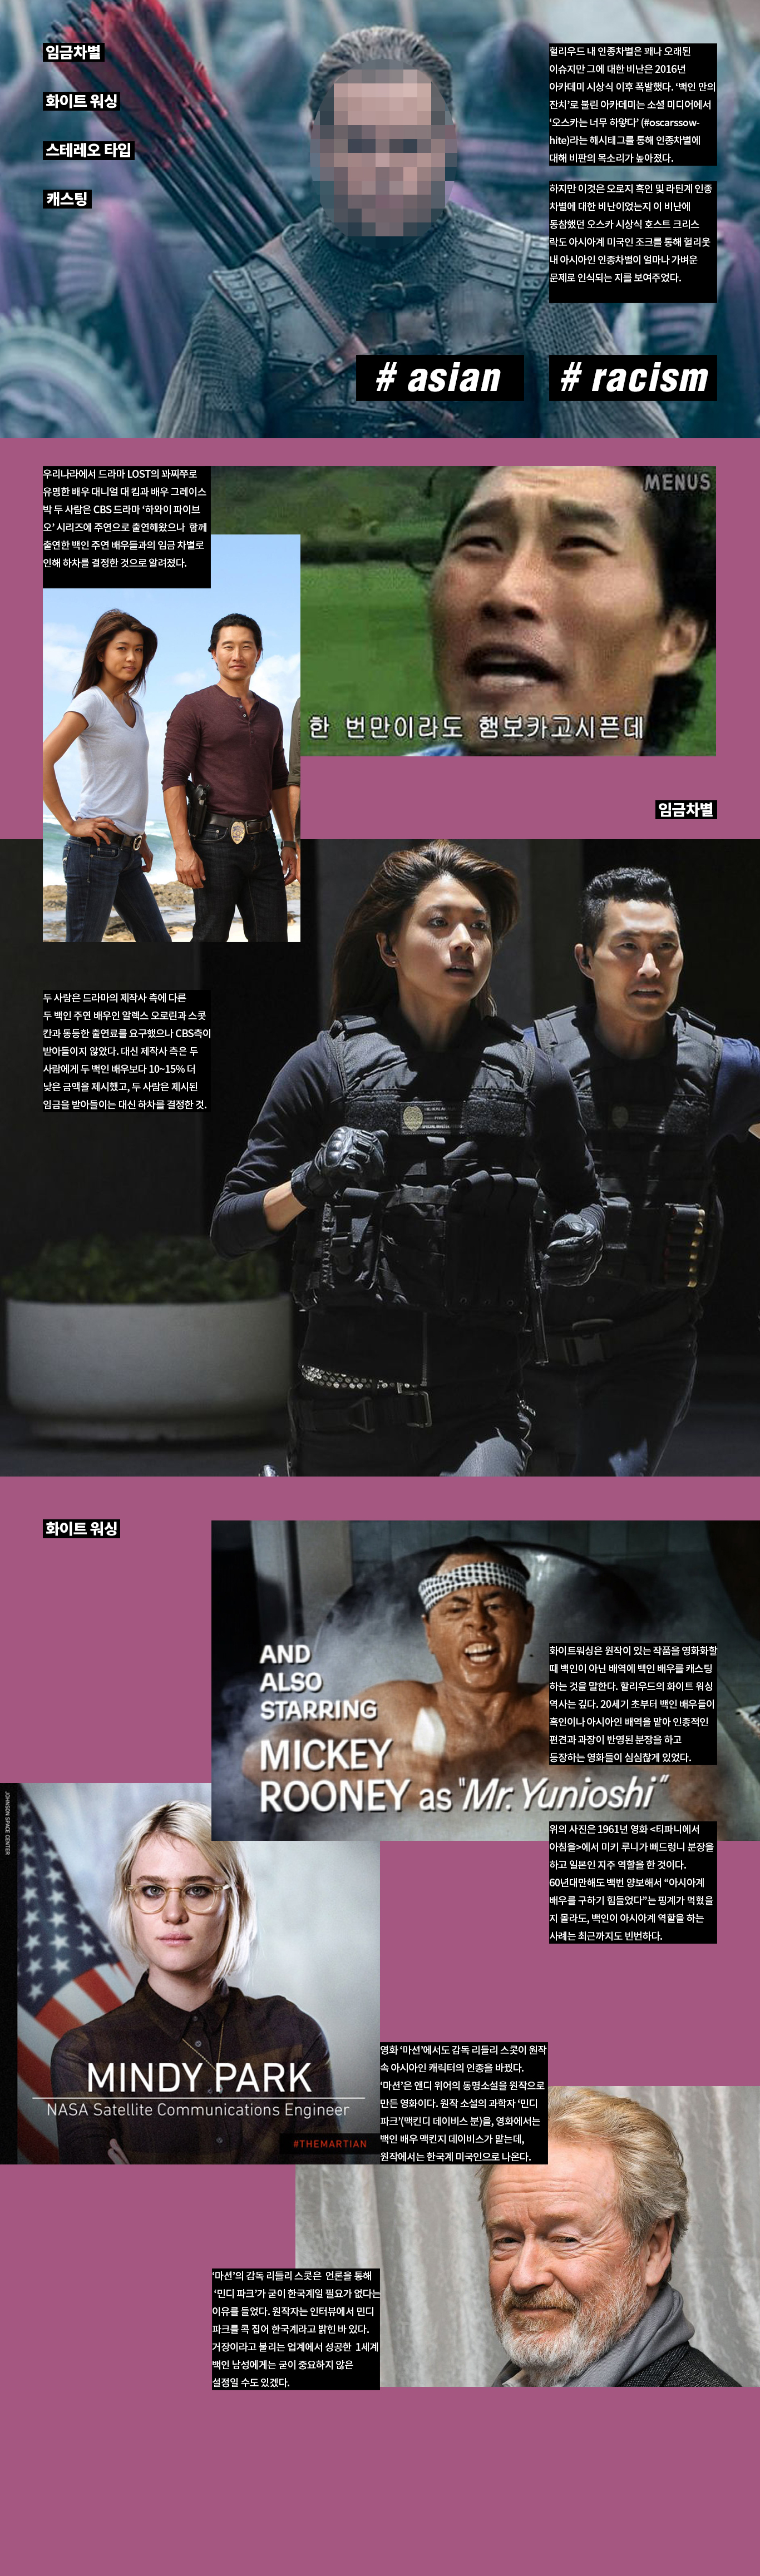 임금차별
화이트 워싱
스테레오 타입
캐스팅
헐리우드 내 인종차별은 꽤나 오래된
이슈지만 그에 대한 비난은 2016년
아카데미 시상식 이후 폭발했다. ‘백인 만의
잔치’로 불린 아카데미는 소셜 미디어에서
‘오스카는 너무 하얗다’ (#oscarssow-
hite)라는 해시태그를 통해 인종차별에
대해 비판의 목소리가 높아졌다.
하지만 이것은 오로지 흑인 및 라틴계 인종
차별에 대한 비난이었는지 이 비난에
동참했던 오스카 시상식 호스트 크리스
락도 아시아계 미국인 조크를 통해 헐리웃
내 아시아인 인종차별이 얼마나 가벼운
문제로 인식되는 지를 보여주었다.
# asian
# racism
우리나라에서 드라마 LOST의 꽈찌쭈로
유명한 배우 대니얼 대 킴과 배우 그레이스
박 두 사람은 CBS 드라마 ‘하와이 파이브
오’ 시리즈에 주연으로 출연해왔으나 함께
출연한 백인 주연 배우들과의 임금 차별로
인해 하차를 결정한 것으로 알려졌다.
MENUS
한 번만이라도 행보카고시픈데
임금차별
두 사람은 드라마의 제작사 측에 다른
두 백인 주연 배우인 알렉스 오로린과 스콧
칸과 동등한 출연료를 요구했으나 CBS측이
받아들이지 않았다. 대신 제작사 측은 두
사람에게 두 백인 배우보다 10~15% 더
낮은 금액을 제시했고, 두 사람은 제시된
임금을 받아들이는 대신 하차를 결정한 것.
화이트 워싱
AND
ALSO
STARRING
MICKEY
ROONEY as "Mr. Yunioshi"
화이트워싱은 원작이 있는 작품을 영화화할
때 백인이 아닌 배역에 백인 배우를 캐스팅
하는 것을 말한다. 할리우드의 화이트 워싱
역사는 깊다. 20세기 초부터 백인 배우들이
흑인이나 아시아인 배역을 맡아 인종적인
편견과 과장이 반영된 분장을 하고
등장하는 영화들이 심심찮게 있었다.
위의 사진은 1961년 영화 <티파니에서
아침을>에서 미키 루니가 뻐드렁니 분장을
하고 일본인 지주 역할을 한 것이다.
60년대만해도 백번 양보해서 “아시아계
배우를 구하기 힘들었다”는 핑계가 먹혔을
지 몰라도, 백인이 아시아계 역할을 하는
사례는 최근까지도 빈번하다.
JOHNSON SPACE CENTER
MINDY PARK
NASA Satellite Communications Engineer
#THEMARTIAN
영화 ‘마션’에서도 감독 리들리 스콧이 원작
속 아시아인 캐릭터의 인종을 바꿨다.
‘마션’은 앤디 위어의 동명소설을 원작으로
만든 영화이다. 원작 소설의 과학자 ‘민디
파크’(맥킨디 데이비스 분)을, 영화에서는
백인 배우 맥킨지 데이비스가 맡는데,
원작에서는 한국계 미국인으로 나온다.
‘마션’의 감독 리들리 스콧은 언론을 통해
‘민디 파크’가 굳이 한국계일 필요가 없다는
이유를 들었다. 원작자는 인터뷰에서 민디
파크를 콕 집어 한국계라고 밝힌 바 있다.
거장이라고 불리는 업계에서 성공한 1세계
백인 남성에게는 굳이 중요하지 않은
설정일 수도 있겠다.